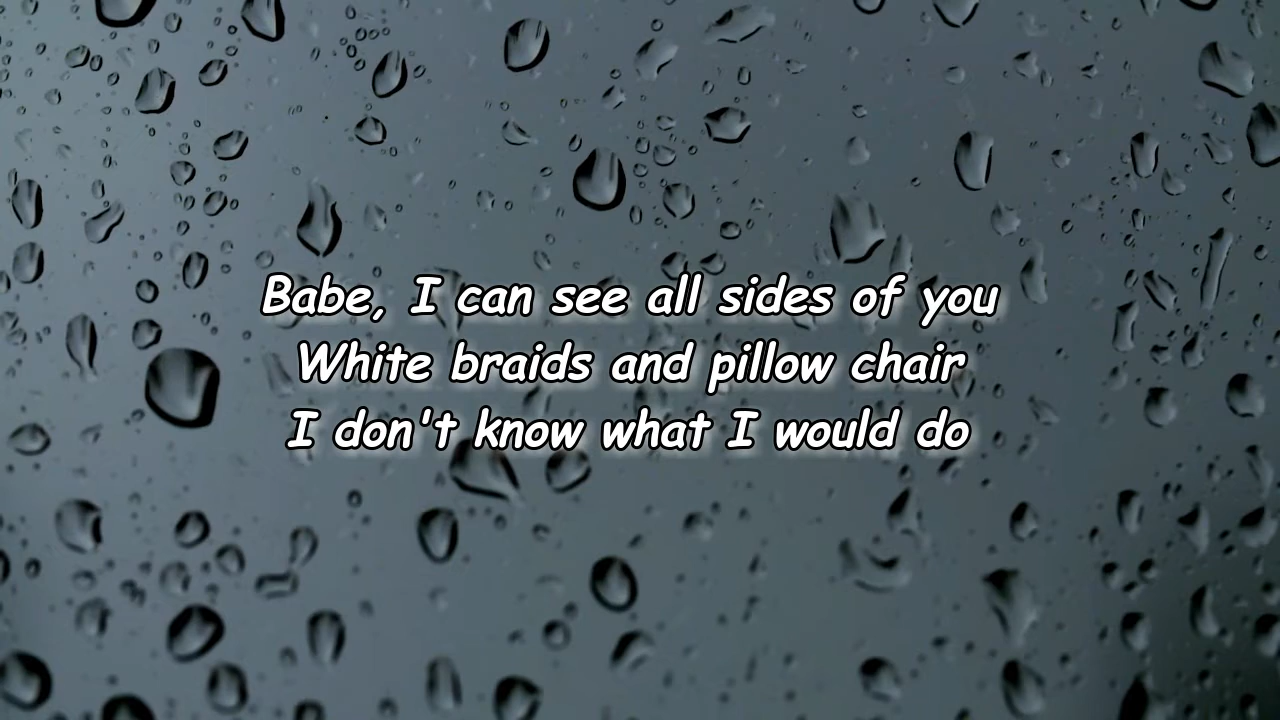 Babe, I can see all sides of you
White braids and pillow chair
I don't know what I would do